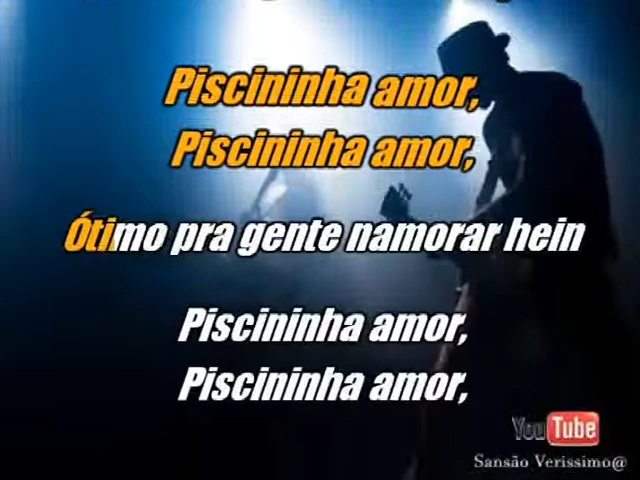 Piscininha amor,
Piscininha amor,
Ótimo pra gente namorar hein
Piscininha amor,
Piscininha amor,
YouTube
Sansão Verissimo@